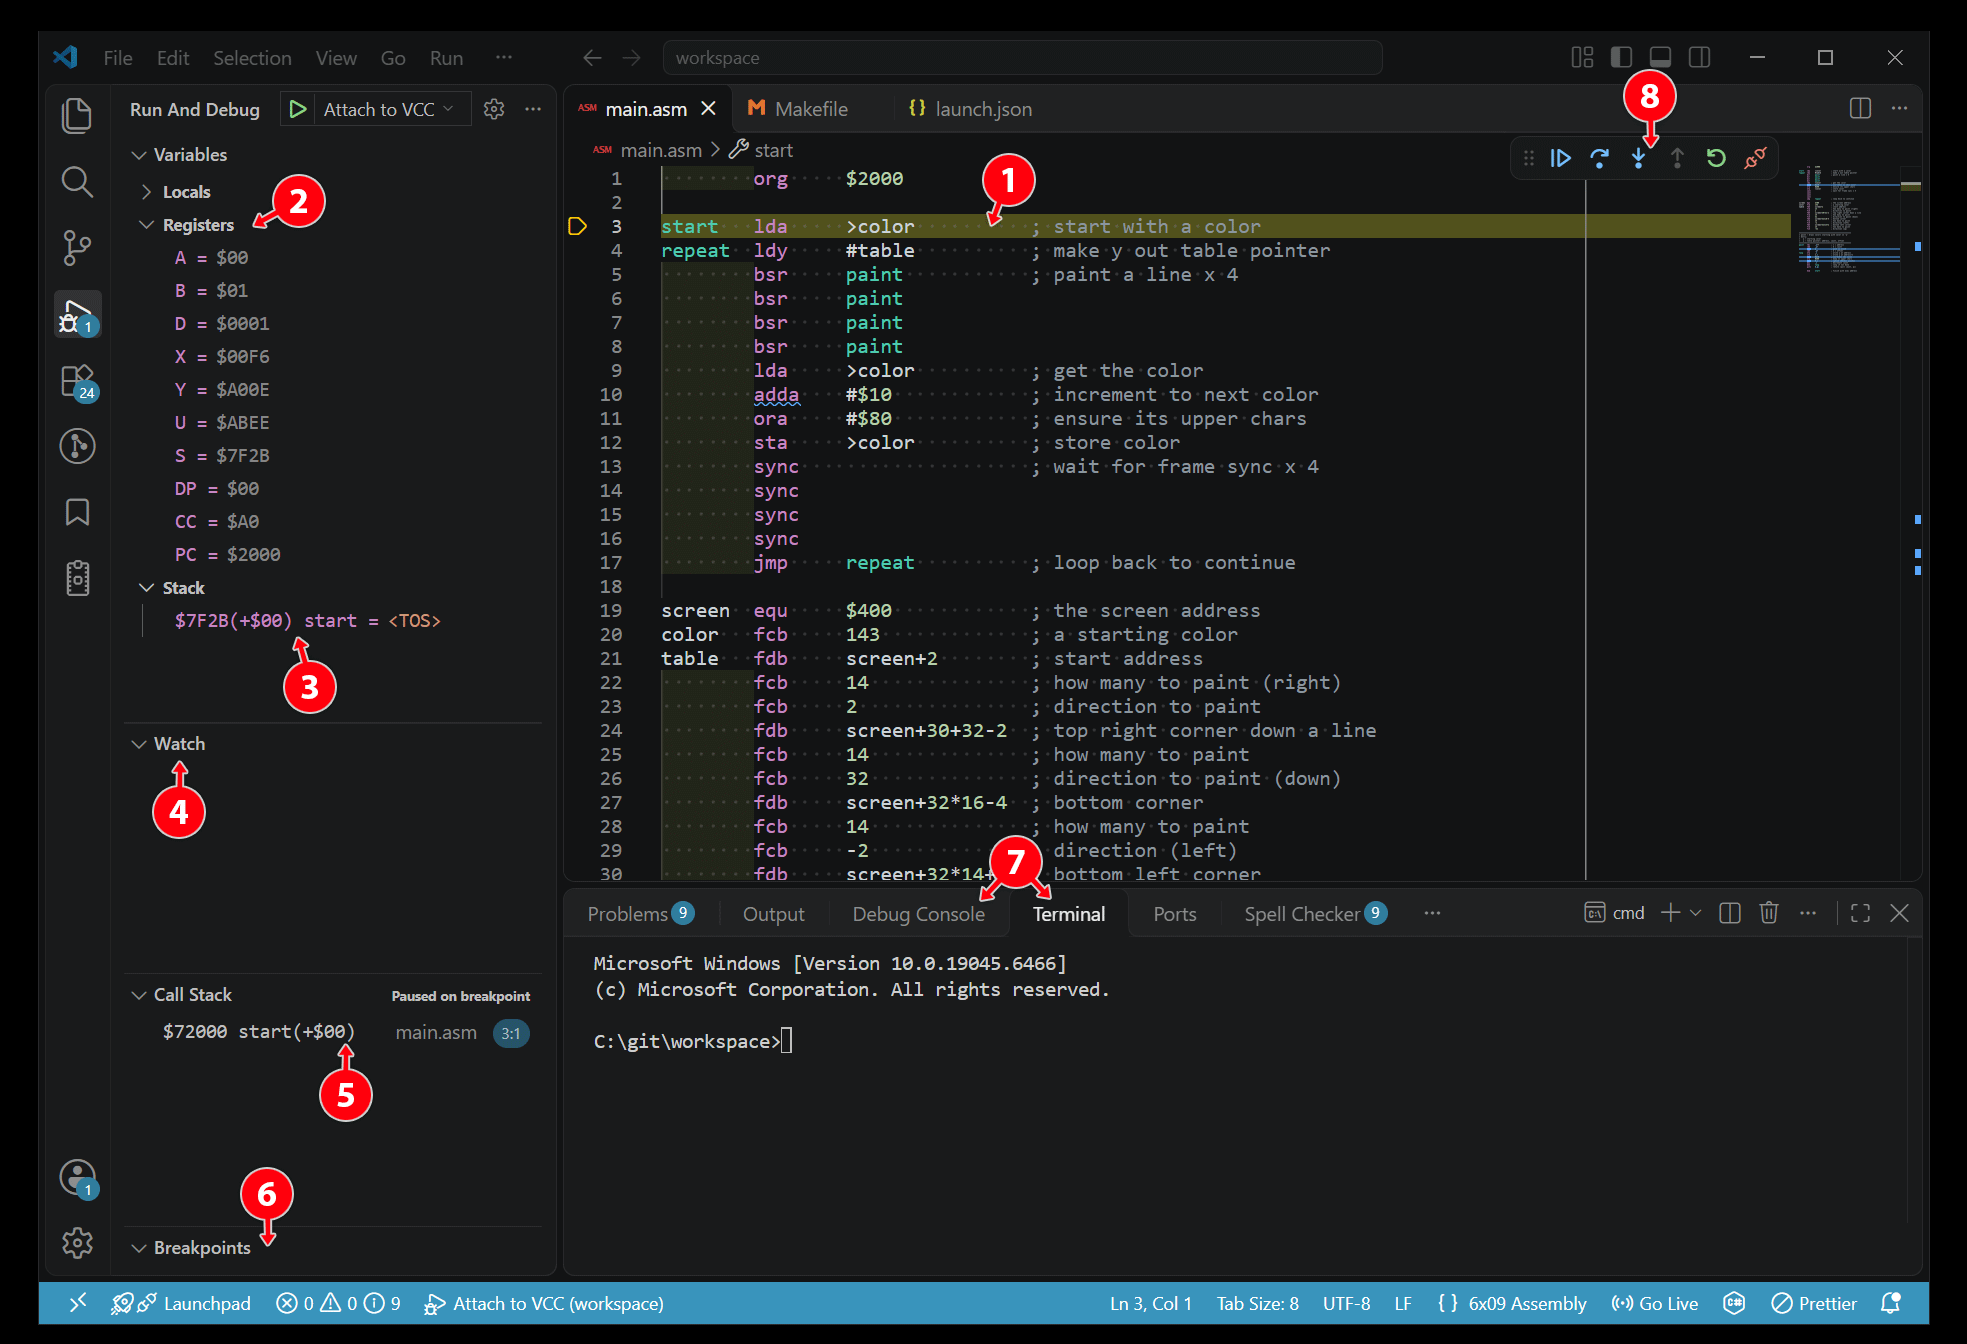 File Edit Selection View Go Run ··· workspace
8
Run And Debug Attach to VCC ···
ASM main.asm Makefile {} launch.json ···
ASM main.asm > start
Variables
Locals
Registers
2
A = $00
B = $01
D = $0001
X = $00F6
Y = $A00E
U = $ABEE
S = $7F2B
DP = $00
CC = $A0
PC = $2000
Stack
$7F2B(+$00) start = <TOS>
3
Watch
4
Call Stack Paused on breakpoint
$72000 start(+$00) main.asm 3:1
5
6
Breakpoints
1
24
1
1
1 org $2000
2
3 start lda >color ; start with a color
4 repeat ldy #table ; make y out table pointer
5 bsr paint ; paint a line x 4
6 bsr paint
7 bsr paint
8 bsr paint
9 lda >color ; get the color
10 adda #$10 ; increment to next color
11 ora #$80 ; ensure its upper chars
12 sta >color ; store color
13 sync ; wait for frame sync x 4
14 sync
15 sync
16 sync
17 jmp repeat ; loop back to continue
18
19 screen equ $400 ; the screen address
20 color fcb 143 ; a starting color
21 table fdb screen+2 ; start address
22 fcb 14 ; how many to paint (right)
23 fcb 2 ; direction to paint
24 fdb screen+30+32-2 ; top right corner down a line
25 fcb 14 ; how many to paint
26 fcb 32 ; direction to paint (down)
27 fdb screen+32*16-4 ; bottom corner
28 fcb 14 ; how many to paint
29 fcb -2 direction (left)
30 fdb screen+32*14+ bottom left corner
7
Problems 9 Output Debug Console Terminal Ports Spell Checker 9 ··· cmd ···
Microsoft Windows [Version 10.0.19045.6466]
(c) Microsoft Corporation. All rights reserved.
C:\git\workspace>
Launchpad 0 0 9 Attach to VCC (workspace) Ln 3, Col 1 Tab Size: 8 UTF-8 LF { } 6x09 Assembly Go Live C# Prettier